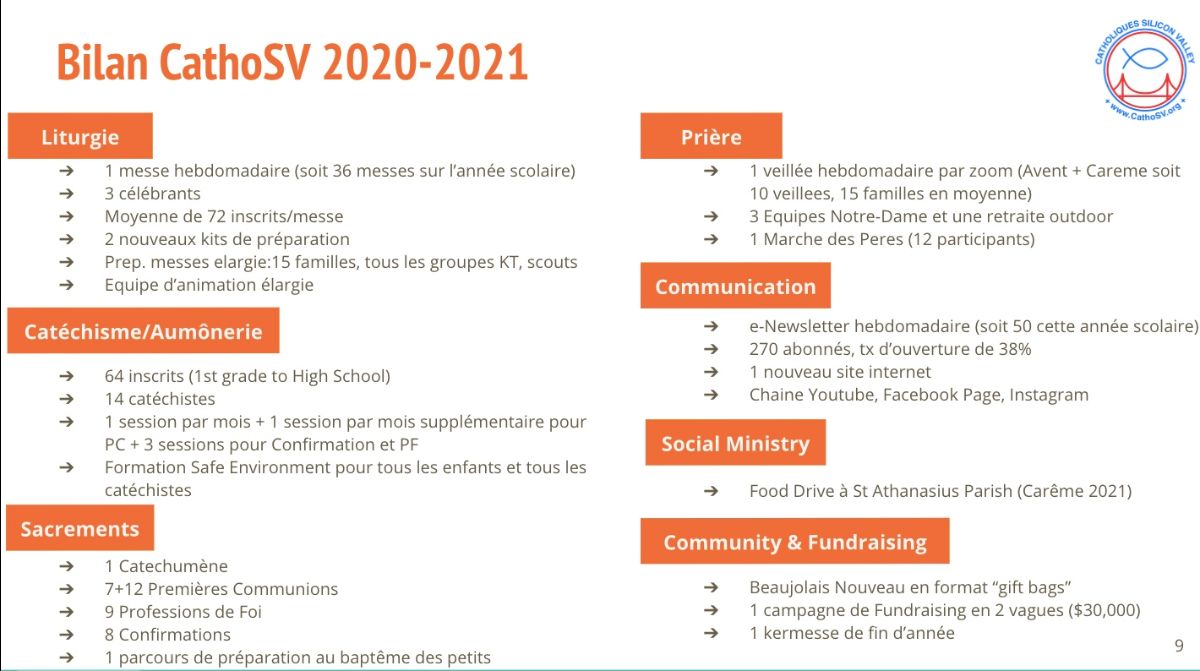 Bilan CathoSV 2020-2021
CATHOLIQUES SILICON VALLEY
www.CathoSV.org
Liturgie
➔ 1 messe hebdomadaire (soit 36 messes sur l’année scolaire)
➔ 3 célébrants
➔ Moyenne de 72 inscrits/messe
➔ 2 nouveaux kits de préparation
➔ Prep. messes elargie:15 familles, tous les groupes KT, scouts
➔ Equipe d’animation élargie
Catéchisme/Aumônerie
➔ 64 inscrits (1st grade to High School)
➔ 14 catéchistes
➔ 1 session par mois + 1 session par mois supplémentaire pour
PC + 3 sessions pour Confirmation et PF
➔ Formation Safe Environment pour tous les enfants et tous les
catéchistes
Sacrements
➔ 1 Catechumène
➔ 7+12 Premières Communions
➔ 9 Professions de Foi
➔ 8 Confirmations
➔ 1 parcours de préparation au baptême des petits
Prière
➔ 1 veillée hebdomadaire par zoom (Avent + Careme soit
10 veillees, 15 familles en moyenne)
➔ 3 Equipes Notre-Dame et une retraite outdoor
➔ 1 Marche des Peres (12 participants)
Communication
➔ e-Newsletter hebdomadaire (soit 50 cette année scolaire)
➔ 270 abonnés, tx d’ouverture de 38%
➔ 1 nouveau site internet
➔ Chaine Youtube, Facebook Page, Instagram
Social Ministry
➔ Food Drive à St Athanasius Parish (Carême 2021)
Community & Fundraising
➔ Beaujolais Nouveau en format “gift bags”
➔ 1 campagne de Fundraising en 2 vagues ($30,000)
➔ 1 kermesse de fin d’année
9